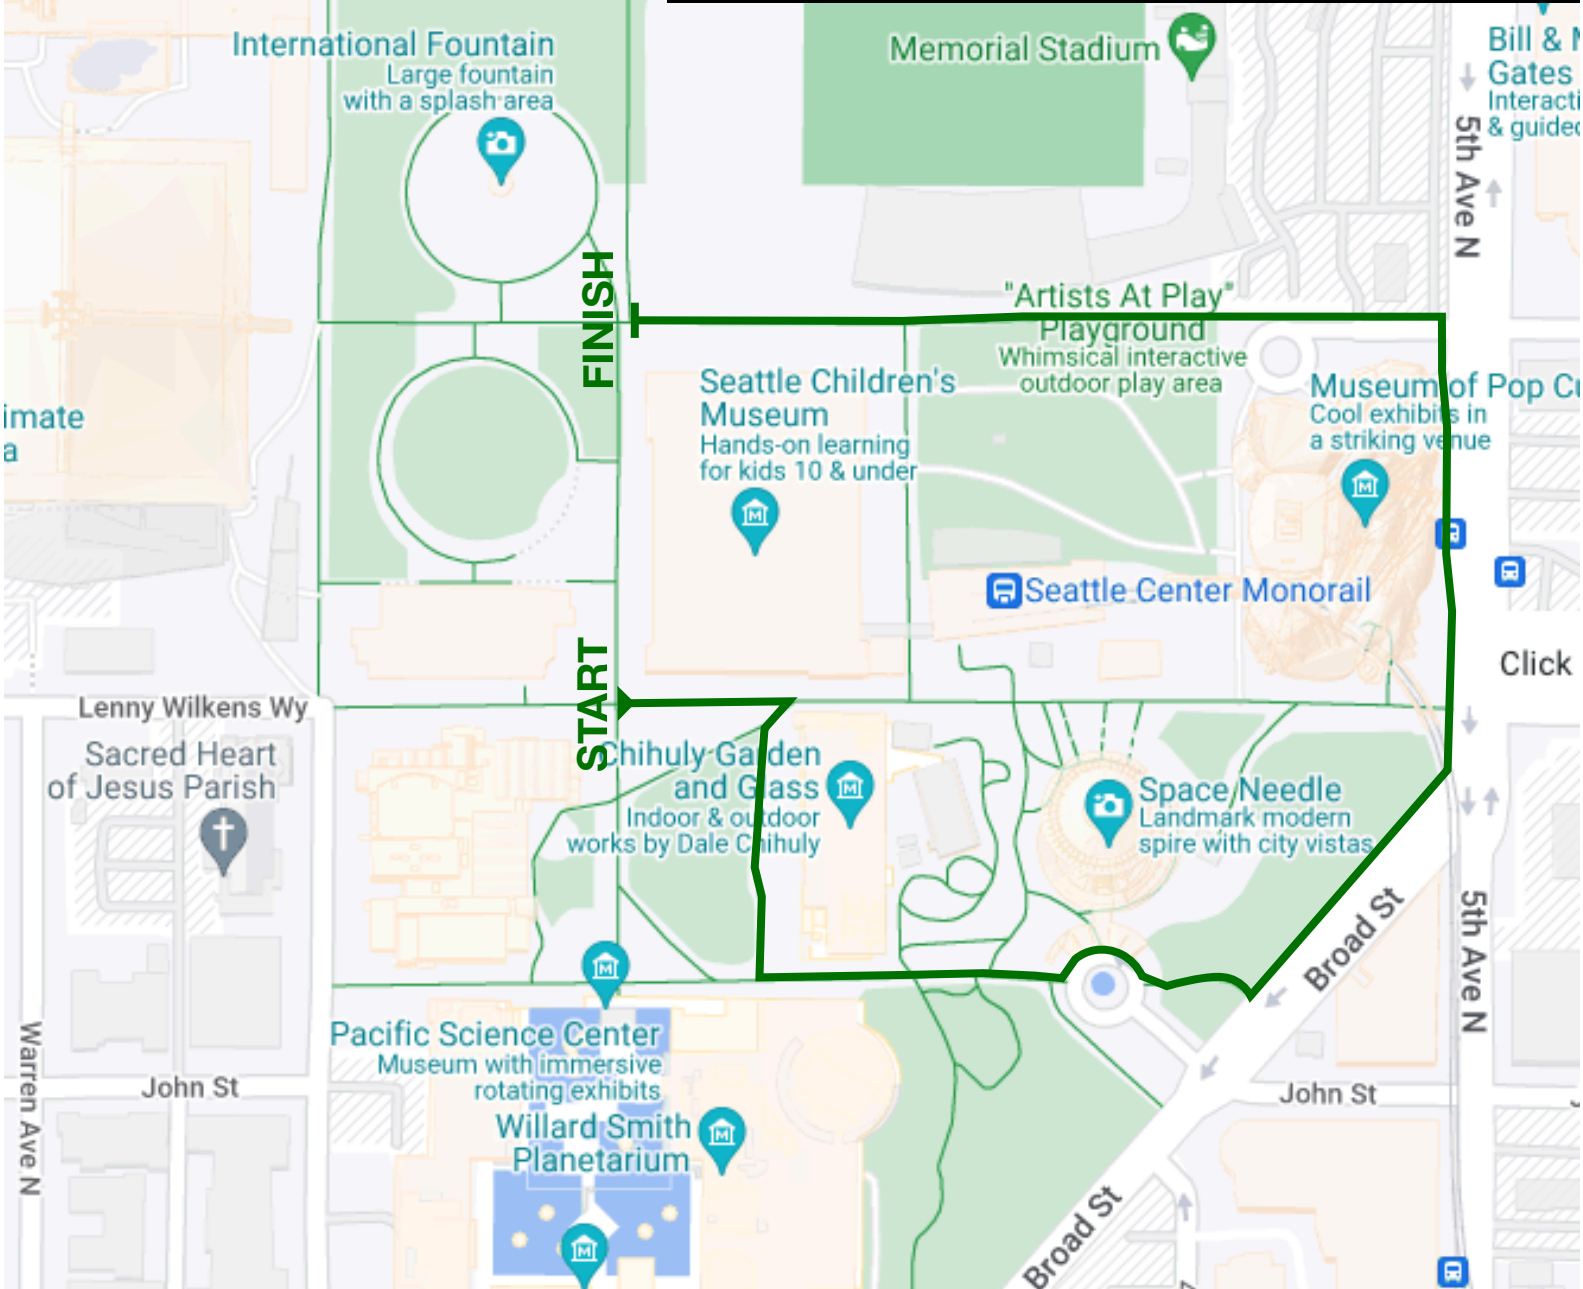 International Fountain
Large fountain
with a splash area
Memorial Stadium
Bill & M
Gates
Interacti
& guided
5th Ave N
FINISH
"Artists At Play"
Playground
Whimsical interactive
outdoor play area
Seattle Children's
Museum
Hands-on learning
for kids 10 & under
Museum of Pop Cu
Cool exhibits in
a striking venue
imate
a
Seattle Center Monorail
START
Click
Lenny Wilkens Wy
Sacred Heart
of Jesus Parish
Chihuly Garden
and Glass
Indoor & outdoor
works by Dale Chihuly
Space Needle
Landmark modern
spire with city vistas
Broad St
5th Ave N
Pacific Science Center
Museum with immersive
rotating exhibits
Warren Ave N
John St
John St
Willard Smith
Planetarium
Broad St